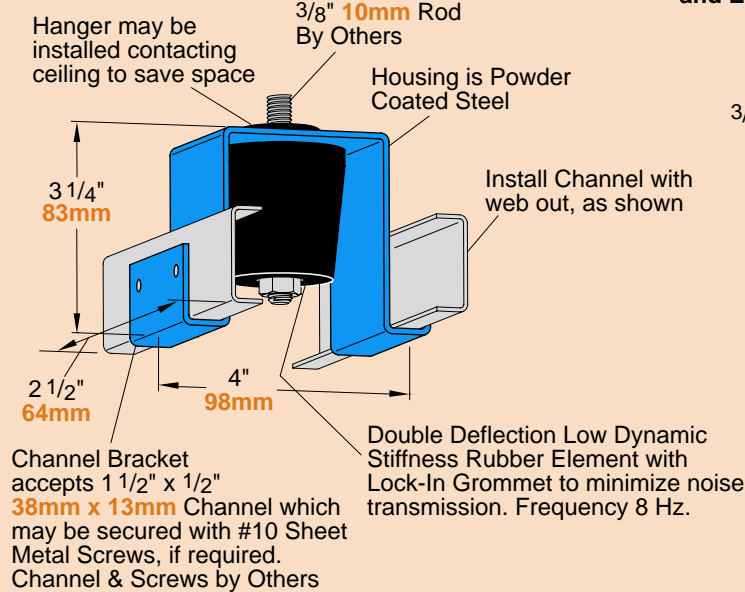 and E
3/8" 10mm Rod
By Others
Hanger may be
installed contacting
ceiling to save space
Housing is Powder
Coated Steel
3/
3 1/4"
83mm
Install Channel with
web out, as shown
2 1/2"
64mm
4"
98mm
Channel Bracket
accepts 1 1/2" x 1/2"
38mm x 13mm Channel which
may be secured with #10 Sheet
Metal Screws, if required.
Channel & Screws by Others
Double Deflection Low Dynamic
Stiffness Rubber Element with
Lock-In Grommet to minimize noise
transmission. Frequency 8 Hz.